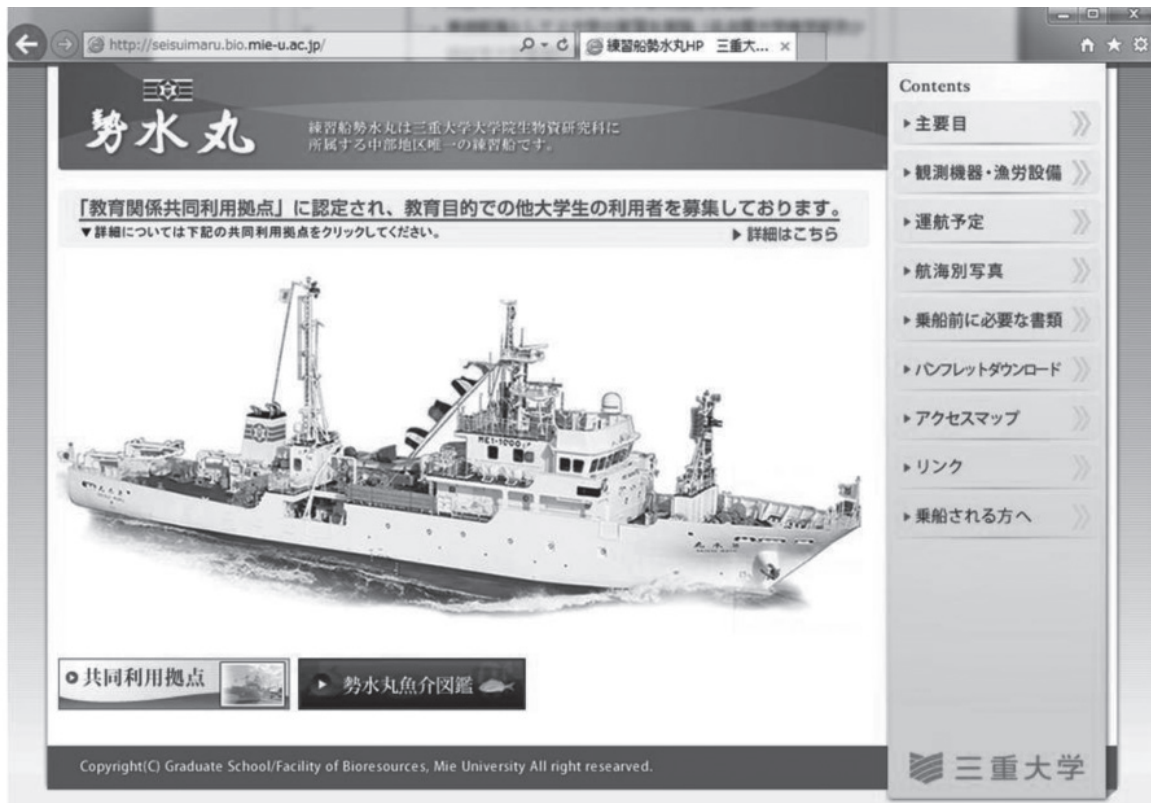 http://seisuimaru.bio.mie-u.ac.jp/
練習船勢水丸HP 三重大...
勢水丸
練習船勢水丸は三重大学大学院生物資研究科に
所属する中部地区唯一の練習船です。
「教育関係共同利用拠点」に認定され、教育目的での他大学生の利用者を募集しております。
▼詳細については下記の共同利用拠点をクリックしてください。
▶詳細はこちら
ME1-1000
共同利用拠点
勢水丸魚介図鑑
Contents
主要目
観測機器・漁労設備
運航予定
航海別写真
乗船前に必要な書類
パンフレットダウンロード
アクセスマップ
リンク
乗船される方へ
三重大学
Copyright(C) Graduate School/Facility of Bioresources, Mie University All right researved.